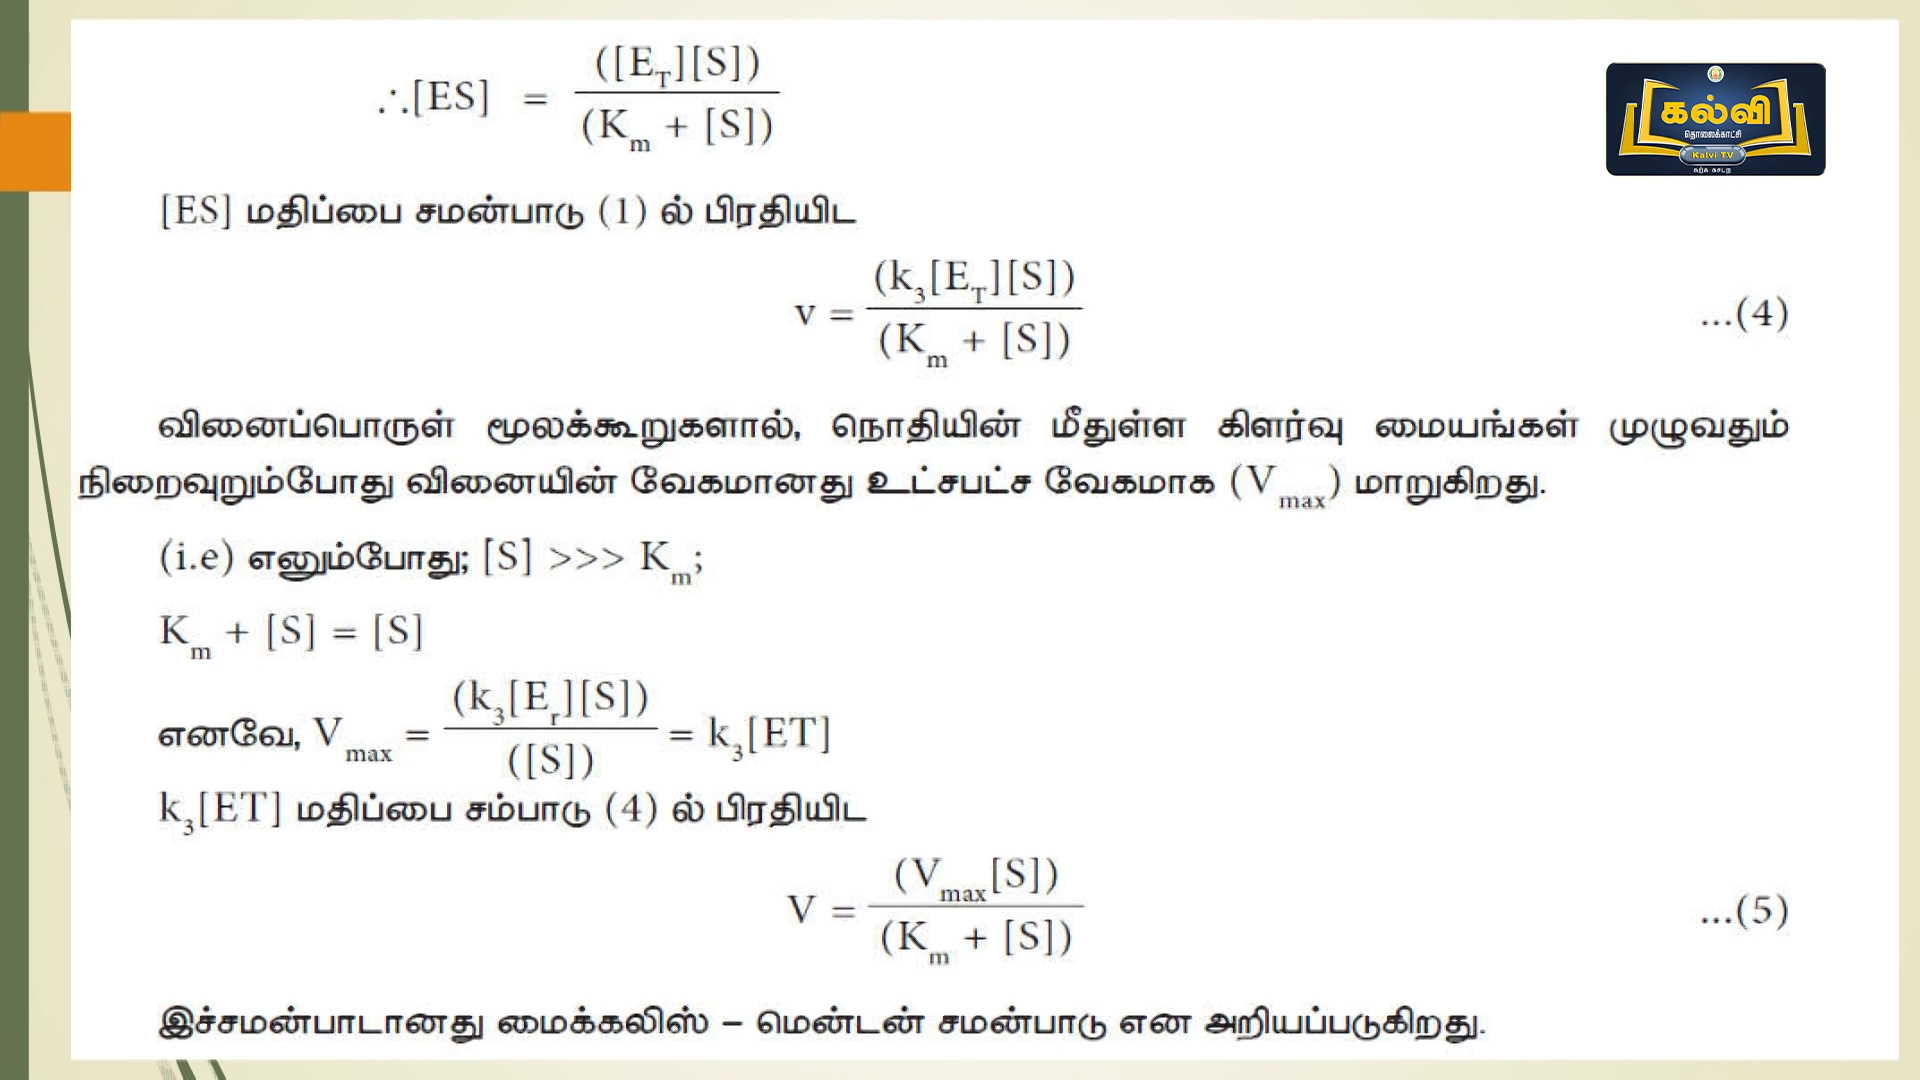 ∴[ES] = ([E_T][S]) / (K_m + [S])
கல்வி
தொலைக்காட்சி
Kalvi TV
கற்க கசடற
[ES] மதிப்பை சமன்பாடு (1) ல் பிரதியிட
v = (k_3[E_T][S]) / (K_m + [S]) ...(4)
வினைப்பொருள் மூலக்கூறுகளால், நொதியின் மீதுள்ள கிளர்வு மையங்கள் முழுவதும்
நிறைவுறும்போது வினையின் வேகமானது உட்சபட்ச வேகமாக (V_max) மாறுகிறது.
(i.e) எனும்போது; [S] >>> K_m;
K_m + [S] = [S]
எனவே, V_max = (k_3[E_r][S]) / ([S]) = k_3[ET]
k_3[ET] மதிப்பை சம்பாடு (4) ல் பிரதியிட
V = (V_max[S]) / (K_m + [S]) ...(5)
இச்சமன்பாடானது மைக்கலிஸ் – மென்டன் சமன்பாடு என அறியப்படுகிறது.